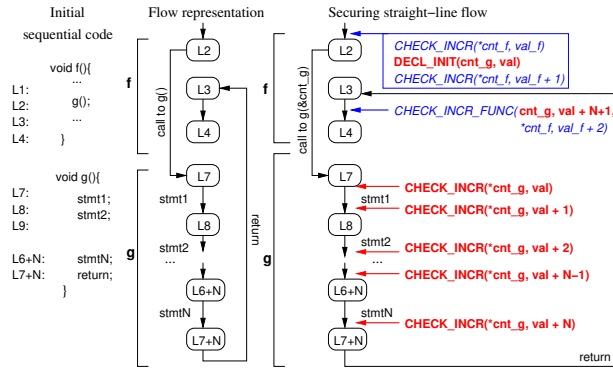 Initial
sequential code
void f(){
...
L1:
L2: g();
L3: ...
L4: }
void g(){
L7: stmt1;
L8: stmt2;
L9:
L6+N: stmtN;
L7+N: return;
}
Flow representation
f
L2
L3
L4
call to g()
g
L7
stmt1
L8
stmt2
...
L6+N
stmtN
L7+N
return
Securing straight-line flow
f
L2
L3
L4
call to g(&cnt_g)
CHECK_INCR(*cnt_f, val_f)
DECL_INIT(cnt_g, val)
CHECK_INCR(*cnt_f, val_f + 1)
CHECK_INCR_FUNC(cnt_g, val + N+1,
*cnt_f, val_f + 2)
g
L7
CHECK_INCR(*cnt_g, val)
stmt1
CHECK_INCR(*cnt_g, val + 1)
L8
stmt2
CHECK_INCR(*cnt_g, val + 2)
...
CHECK_INCR(*cnt_g, val + N-1)
L6+N
stmtN
CHECK_INCR(*cnt_g, val + N)
L7+N
return